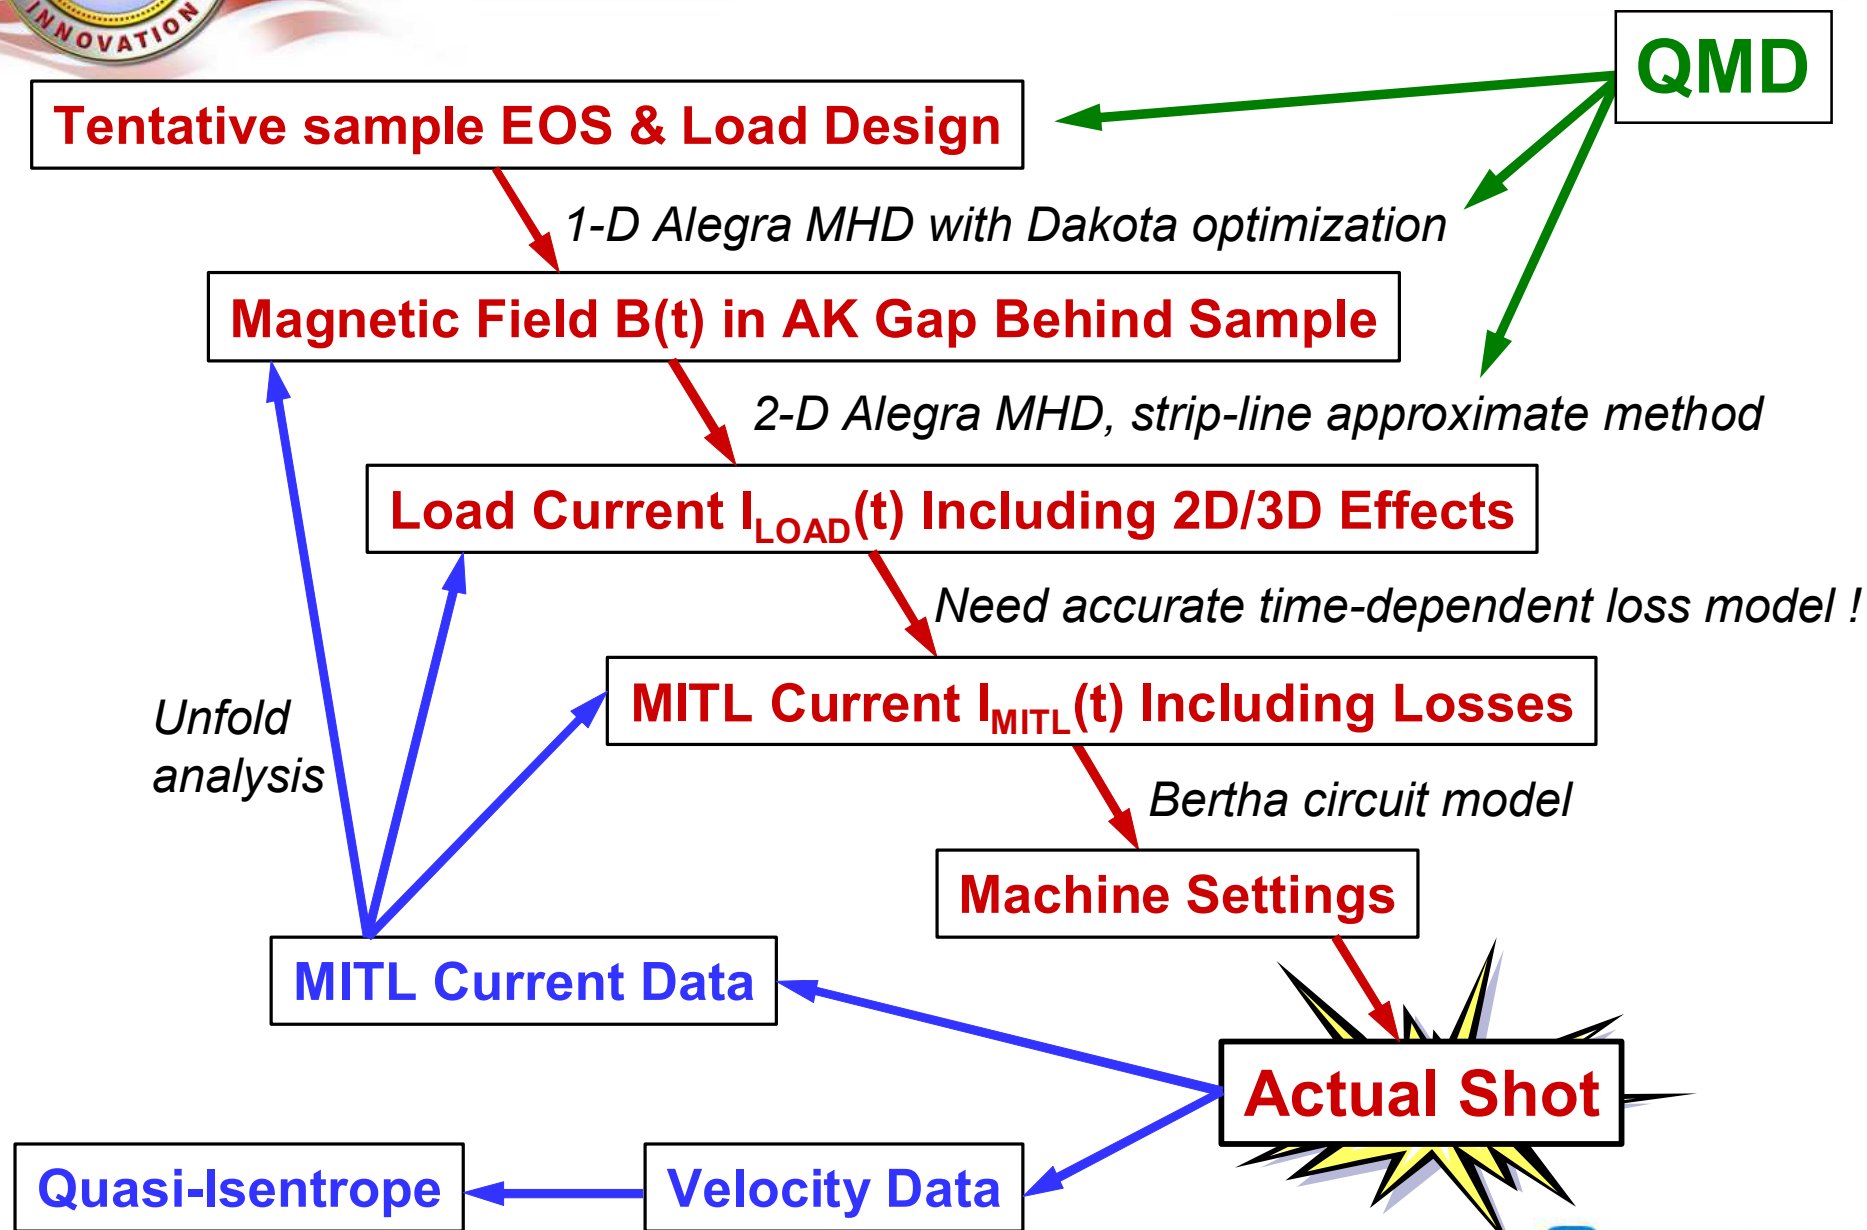 INNOVATION
QMD
Tentative sample EOS & Load Design
1-D Alegra MHD with Dakota optimization
Magnetic Field B(t) in AK Gap Behind Sample
2-D Alegra MHD, strip-line approximate method
Load Current I_LOAD(t) Including 2D/3D Effects
Need accurate time-dependent loss model !
MITL Current I_MITL(t) Including Losses
Unfold
analysis
Bertha circuit model
Machine Settings
MITL Current Data
Actual Shot
Quasi-Isentrope
Velocity Data